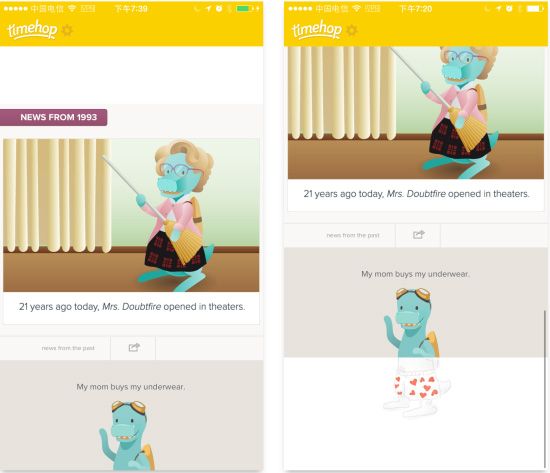 中国电信 下午7:39
timehop
NEWS FROM 1993
21 years ago today, Mrs. Doubtfire opened in theaters.
news from the past
My mom buys my underwear.
中国电信 下午7:20
timehop
21 years ago today, Mrs. Doubtfire opened in theaters.
news from the past
My mom buys my underwear.